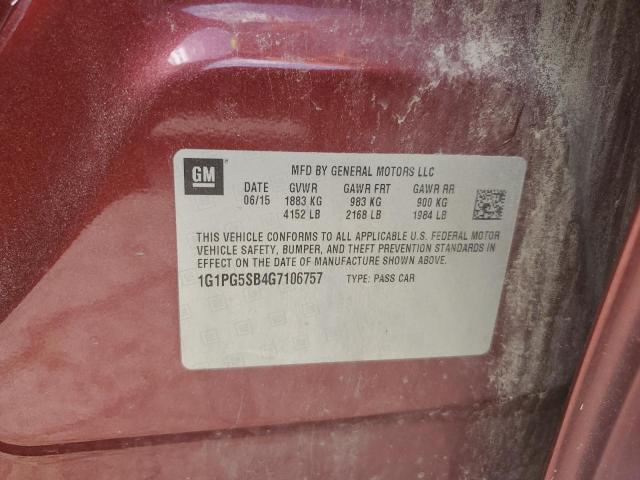 GM
MFD BY GENERAL MOTORS LLC
DATE GVWR GAWR FRT GAWR RR
06/15 1883 KG 983 KG 900 KG
4152 LB 2168 LB 1984 LB
THIS VEHICLE CONFORMS TO ALL APPLICABLE U.S. FEDERAL MOTOR
VEHICLE SAFETY, BUMPER, AND THEFT PREVENTION STANDARDS IN
EFFECT ON THE DATE OF MANUFACTURE SHOWN ABOVE.
1G1PG5SB4G7106757 TYPE: PASS CAR